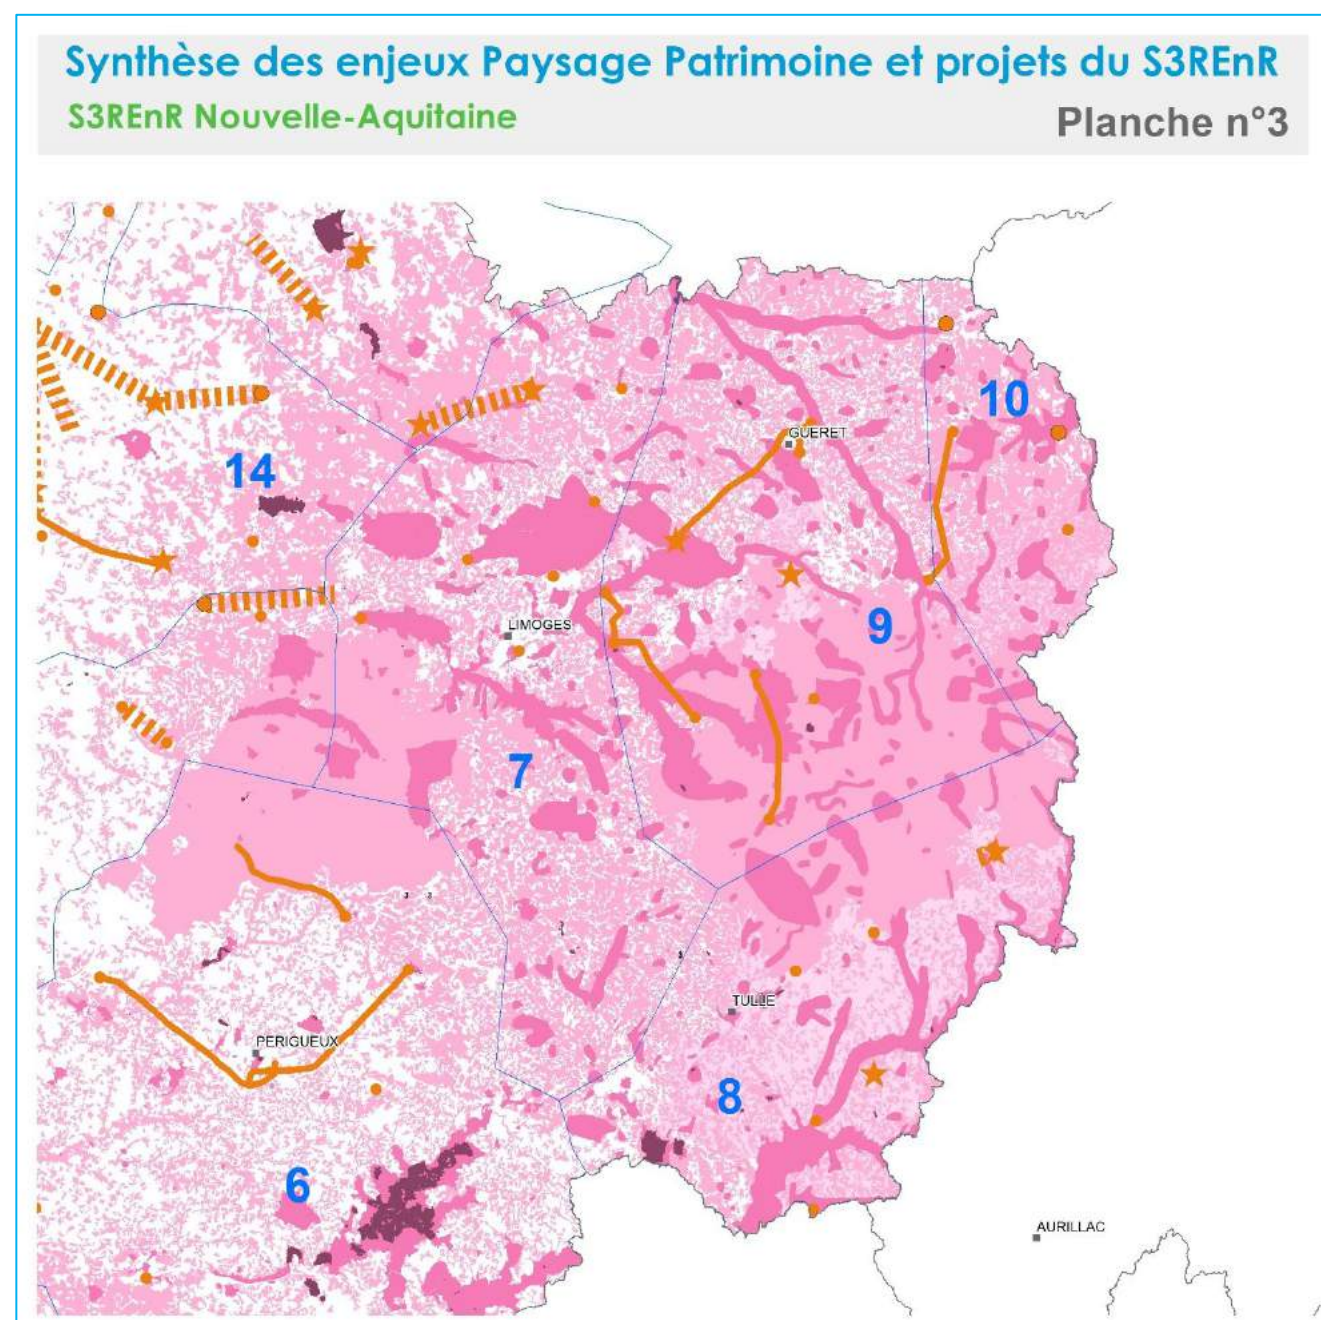 Synthèse des enjeux Paysage Patrimoine et projets du S3REnR
S3REnR Nouvelle-Aquitaine
Planche n°3
10
GUERET
14
LIMOGES
9
7
TULLE
PERIGUEUX
8
6
AURILLAC